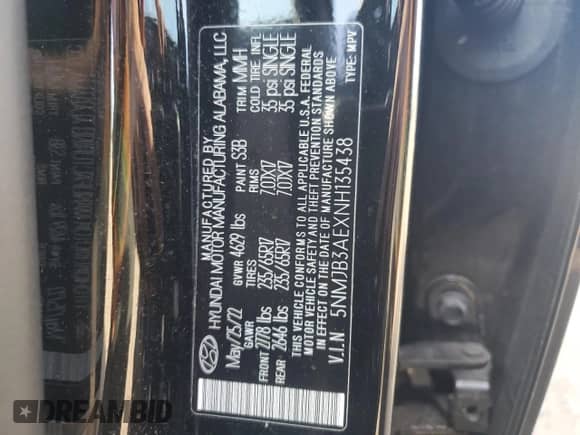 MANUFACTURED BY
HYUNDAI MOTOR MANUFACTURING ALABAMA, LLC
May/25/22 GVWR 4629 lbs PAINT S3B TRIM MMH
GAWR TIRES RIMS COLD TIRE INFL
FRONT 2778 lbs 235/65R17 7.0JX17 35 psi SINGLE
REAR 2646 lbs 235/65R17 7.0JX17 35 psi SINGLE
THIS VEHICLE CONFORMS TO ALL APPLICABLE U.S.A. FEDERAL
MOTOR VEHICLE SAFETY, AND THEFT PREVENTION STANDARDS
IN EFFECT ON THE DATE OF MANUFACTURE SHOWN ABOVE
V.I.N 5NMJB3AEXNH135438 TYPE: MPV
DREAMBID